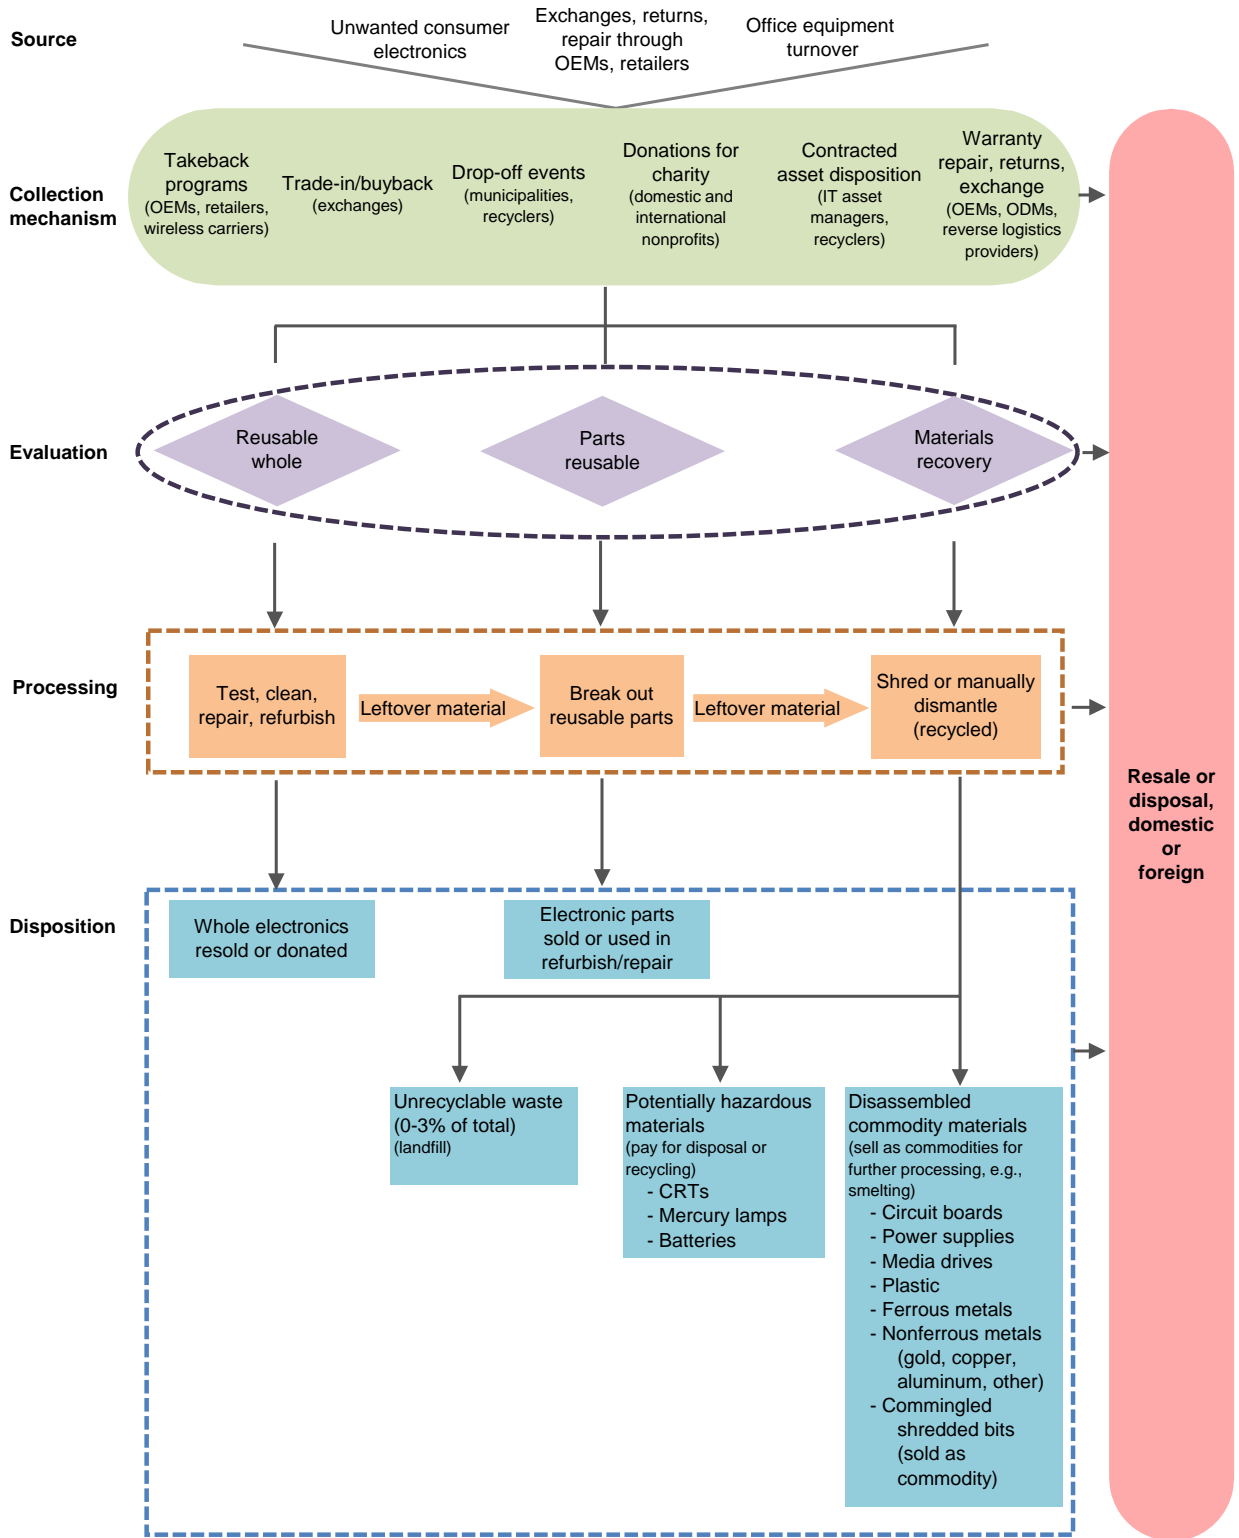 Source
Unwanted consumer
electronics
Exchanges, returns,
repair through
OEMs, retailers
Office equipment
turnover
Collection
mechanism
Takeback
programs
(OEMs, retailers,
wireless carriers)
Trade-in/buyback
(exchanges)
Drop-off events
(municipalities,
recyclers)
Donations for
charity
(domestic and
international
nonprofits)
Contracted
asset disposition
(IT asset
managers,
recyclers)
Warranty
repair, returns,
exchange
(OEMs, ODMs,
reverse logistics
providers)
Evaluation
Reusable
whole
Parts
reusable
Materials
recovery
Processing
Test, clean,
repair, refurbish
Leftover material
Break out
reusable parts
Leftover material
Shred or manually
dismantle
(recycled)
Resale or
disposal,
domestic
or
foreign
Disposition
Whole electronics
resold or donated
Electronic parts
sold or used in
refurbish/repair
Unrecyclable waste
(0-3% of total)
(landfill)
Potentially hazardous
materials
(pay for disposal or
recycling)
- CRTs
- Mercury lamps
- Batteries
Disassembled
commodity materials
(sell as commodities for
further processing, e.g.,
smelting)
- Circuit boards
- Power supplies
- Media drives
- Plastic
- Ferrous metals
- Nonferrous metals
(gold, copper,
aluminum, other)
- Commingled
shredded bits
(sold as
commodity)